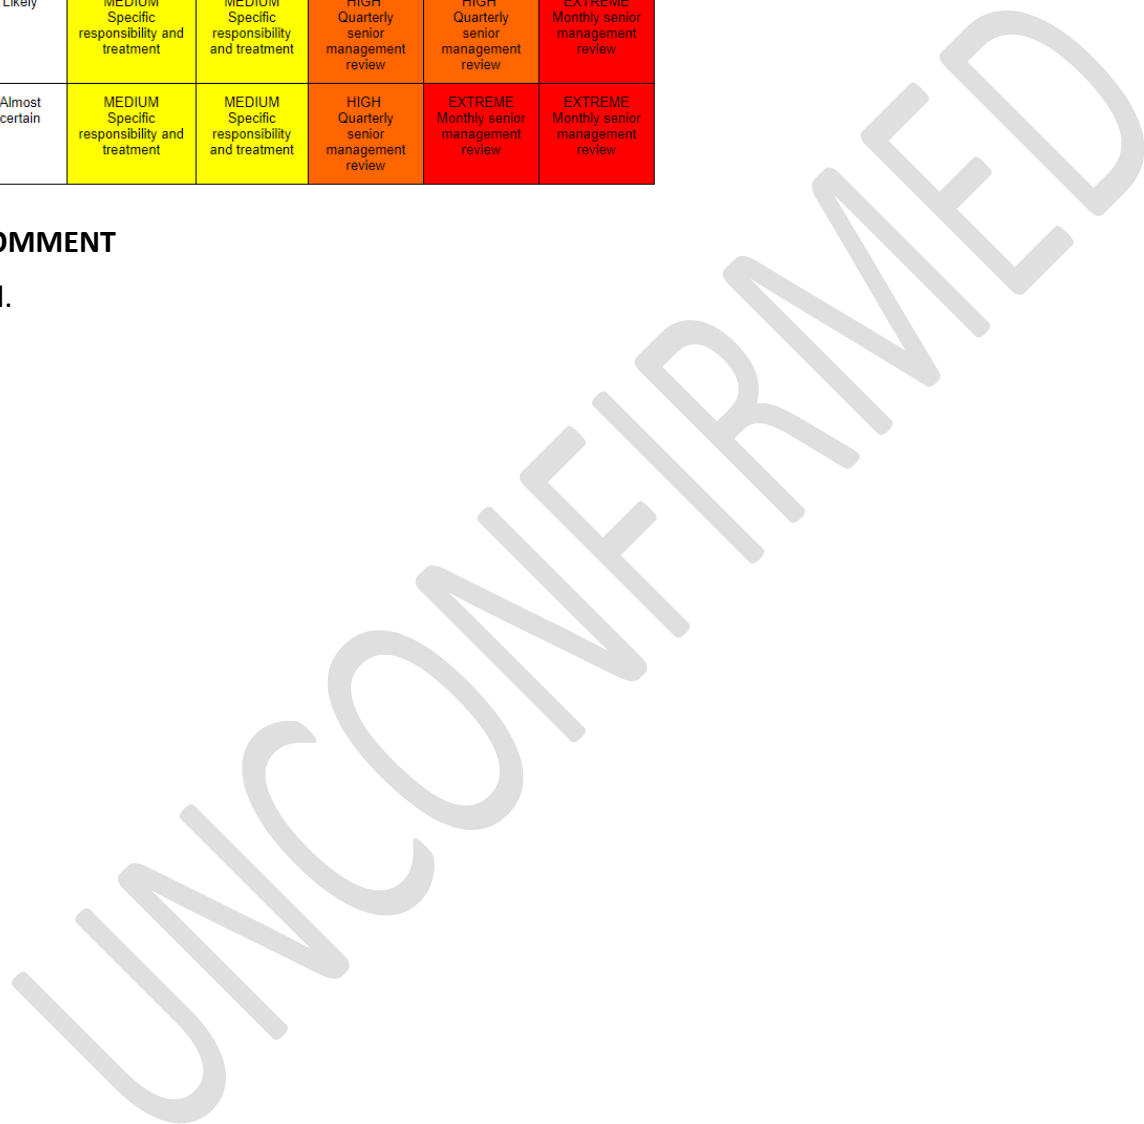 Likely MEDIUM MEDIUM HIGH HIGH EXTREME
Specific Specific Quarterly Quarterly Monthly senior
responsibility and responsibility senior senior management
treatment and treatment management management review
review review
Almost MEDIUM MEDIUM HIGH EXTREME EXTREME
certain Specific Specific Quarterly Monthly senior Monthly senior
responsibility and responsibility senior management management
treatment and treatment management review review
review
OMMENT
l.
UNCONFIRMED